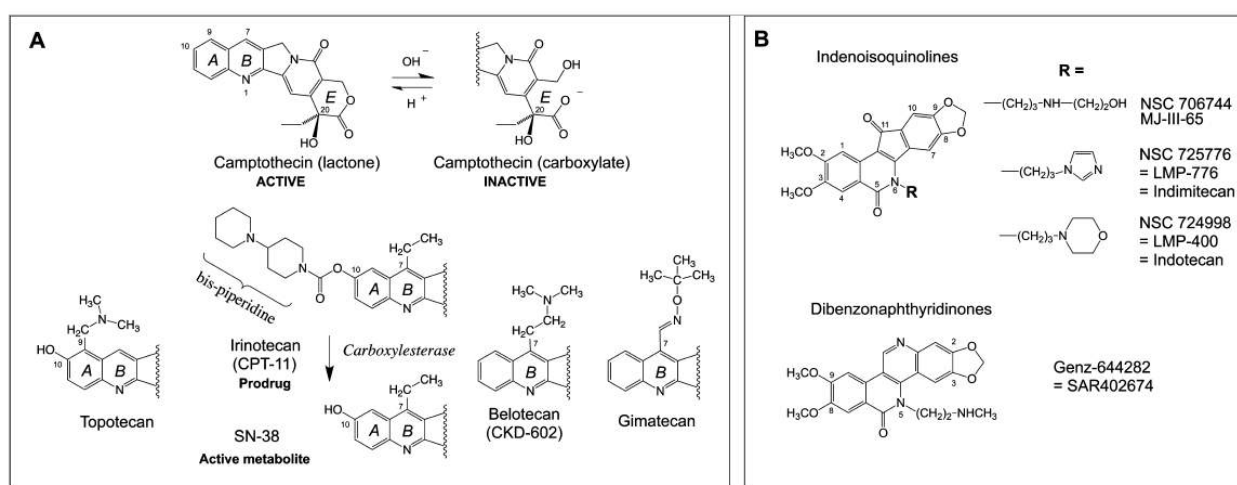 A
9
7
10
A
B
N
1
N
O
O
E
20
O
HO
Camptothecin (lactone)
ACTIVE
OH⁻
H⁺
N
O
OH
E
O⁻
20
O
HO
Camptothecin (carboxylate)
INACTIVE
N
N
bis-piperidine
O
O
10
7
CH₃
H₂C
A
B
N
Irinotecan
(CPT-11)
Prodrug
Carboxylesterase
H₃C
N
CH₃
H₂C
9
HO
10
A
B
N
Topotecan
SN-38
Active metabolite
CH₃
H₂C
HO
10
7
A
B
N
H₃C
CH₃
N
CH₂
H₂C
7
B
N
Belotecan
(CKD-602)
CH₃
H₃C
C
CH₃
O
N
7
B
N
Gimatecan
B
Indenoisoquinolines
R =
O
11
10
9
O
O
8
7
H₃CO
2
1
H₃CO
3
4
5
N
6
R
O
—(CH₂)₃-NH—(CH₂)₂OH
NSC 706744
MJ-III-65
—(CH₂)₃-N
N
NSC 725776
= LMP-776
= Indimitecan
—(CH₂)₃-N
O
NSC 724998
= LMP-400
= Indotecan
Dibenzonaphthyridinones
N
2
O
O
3
H₃CO
9
H₃CO
8
5
N
(CH₂)₂-NHCH₃
O
Genz-644282
= SAR402674